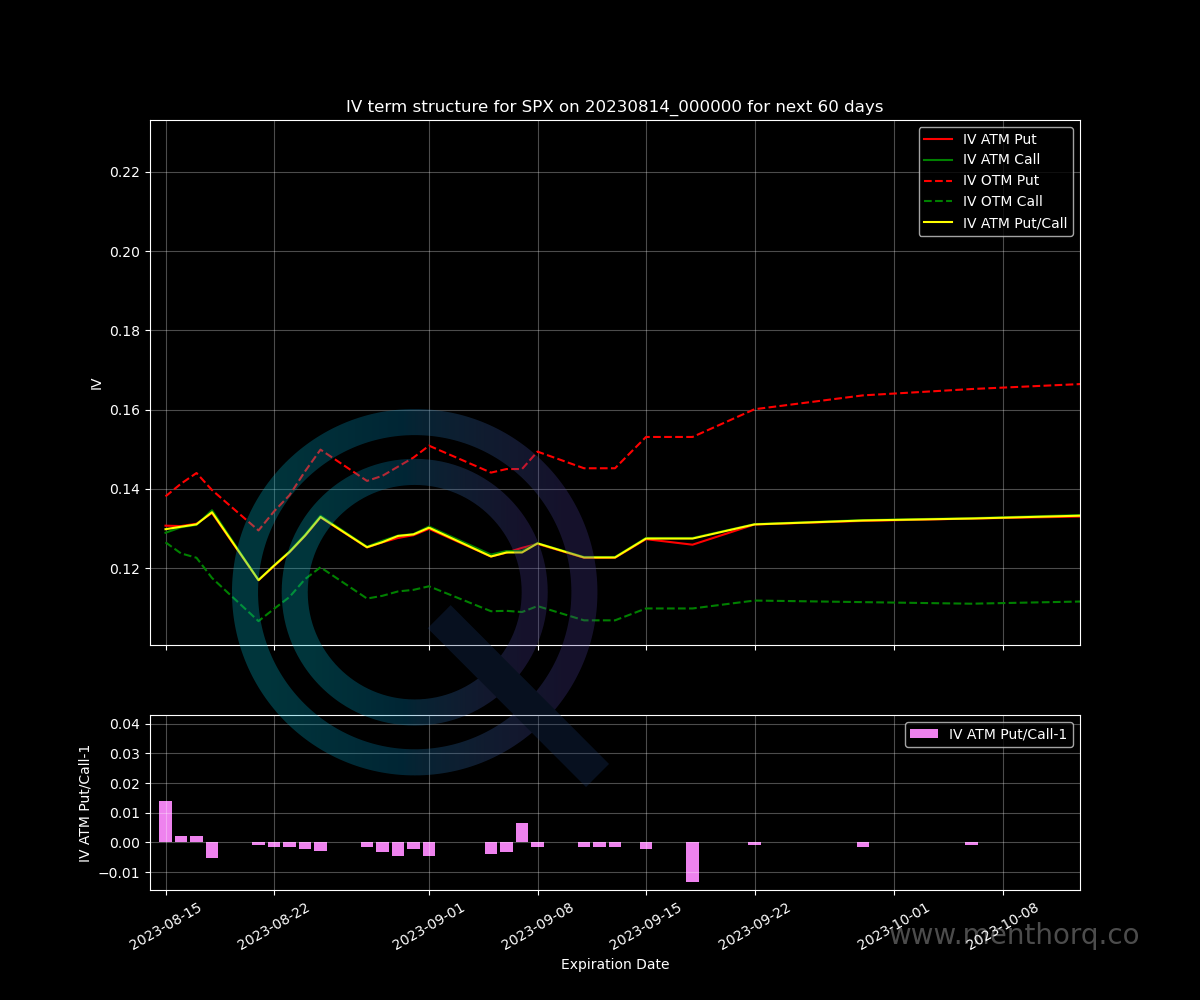 IV term structure for SPX on 20230814_000000 for next 60 days
IV ATM Put
IV ATM Call
IV OTM Put
IV OTM Call
IV ATM Put/Call
0.22
0.20
0.18
0.16
0.14
0.12
IV
IV ATM Put/Call-1
0.04
0.03
0.02
0.01
0.00
−0.01
IV ATM Put/Call-1
2023-08-15
2023-08-22
2023-09-01
2023-09-08
2023-09-15
2023-09-22
2023-10-01
2023-10-08
www.menthorq.co
Expiration Date